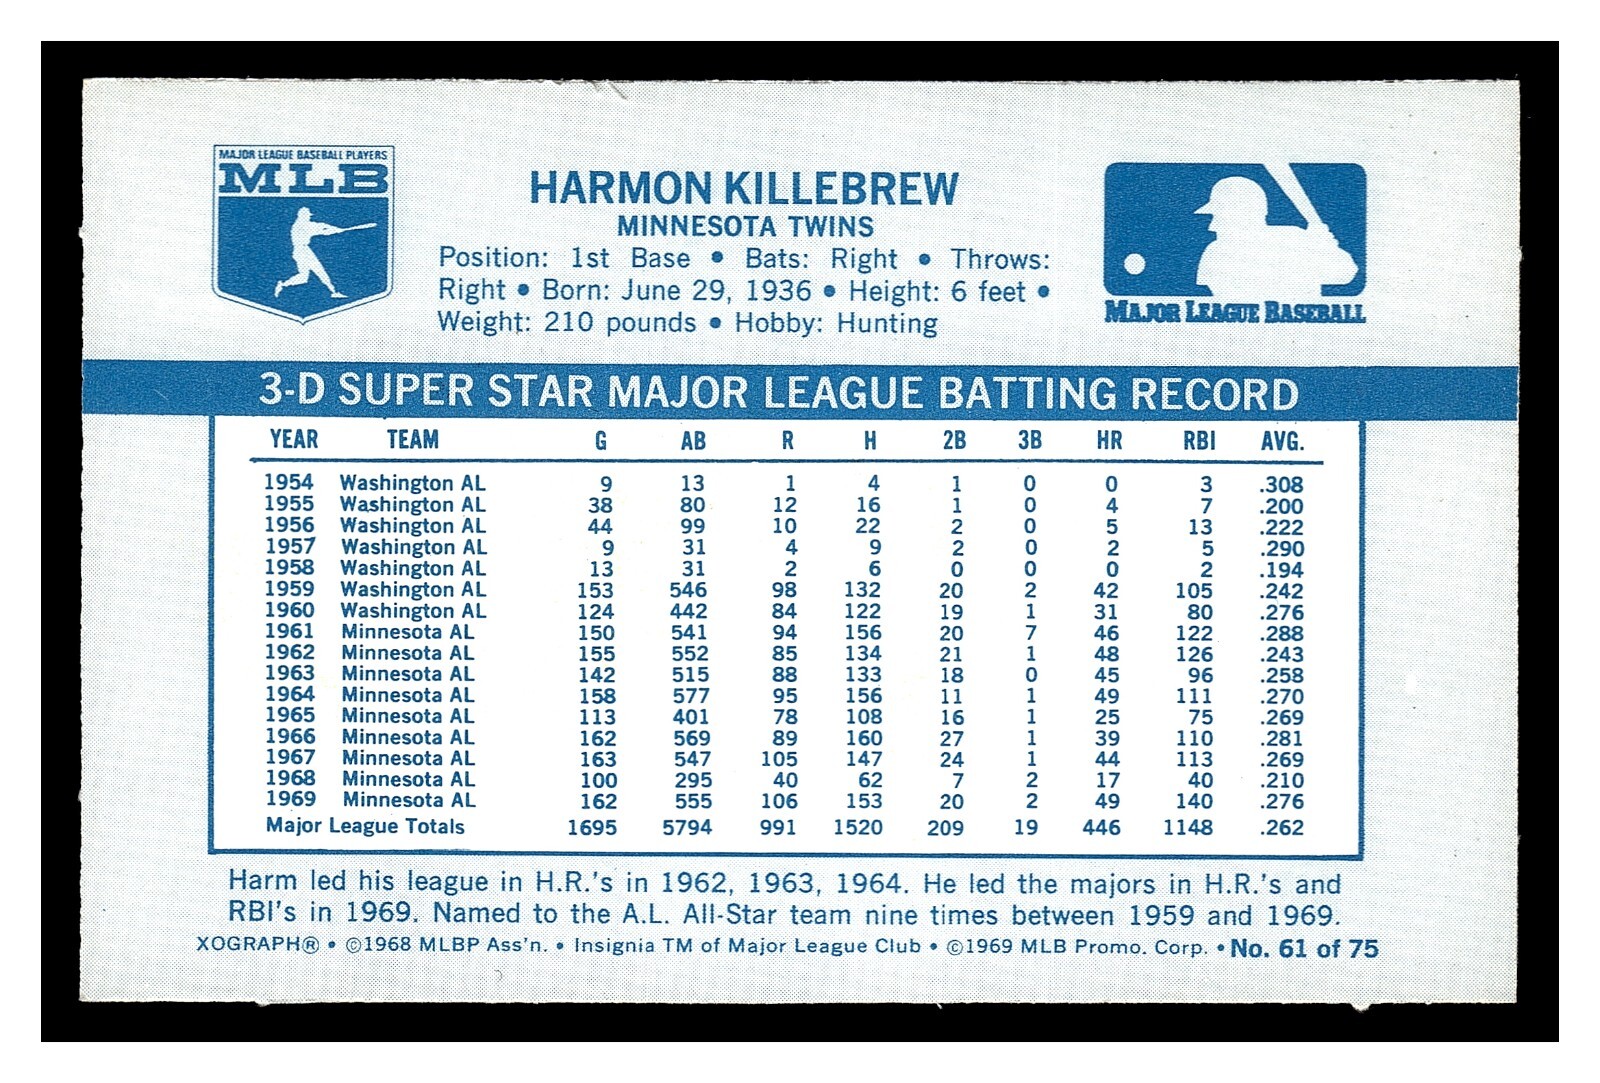 MAJOR LEAGUE BASEBALL PLAYERS
MLB
HARMON KILLEBREW
MINNESOTA TWINS
Position: 1st Base • Bats: Right • Throws:
Right • Born: June 29, 1936 • Height: 6 feet •
Weight: 210 pounds • Hobby: Hunting
MAJOR LEAGUE BASEBALL
3-D SUPER STAR MAJOR LEAGUE BATTING RECORD
YEAR TEAM G AB R H 2B 3B HR RBI AVG.
1954 Washington AL 9 13 1 4 1 0 0 3 .308
1955 Washington AL 38 80 12 16 1 0 4 7 .200
1956 Washington AL 44 99 10 22 2 0 5 13 .222
1957 Washington AL 9 31 4 9 2 0 2 5 .290
1958 Washington AL 13 31 2 6 0 0 0 2 .194
1959 Washington AL 153 546 98 132 20 2 42 105 .242
1960 Washington AL 124 442 84 122 19 1 31 80 .276
1961 Minnesota AL 150 541 94 156 20 7 46 122 .288
1962 Minnesota AL 155 552 85 134 21 1 48 126 .243
1963 Minnesota AL 142 515 88 133 18 0 45 96 .258
1964 Minnesota AL 158 577 95 156 11 1 49 111 .270
1965 Minnesota AL 113 401 78 108 16 1 25 75 .269
1966 Minnesota AL 162 569 89 160 27 1 39 110 .281
1967 Minnesota AL 163 547 105 147 24 1 44 113 .269
1968 Minnesota AL 100 295 40 62 7 2 17 40 .210
1969 Minnesota AL 162 555 106 153 20 2 49 140 .276
Major League Totals 1695 5794 991 1520 209 19 446 1148 .262
Harm led his league in H.R.'s in 1962, 1963, 1964. He led the majors in H.R.'s and
RBI's in 1969. Named to the A.L. All-Star team nine times between 1959 and 1969.
XOGRAPH® • ©1968 MLBP Ass'n. • Insignia TM of Major League Club • ©1969 MLB Promo. Corp. • No. 61 of 75